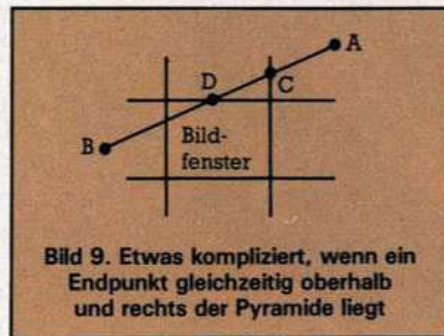 A
D
C
B
Bild-
fenster
Bild 9. Etwas kompliziert, wenn ein
Endpunkt gleichzeitig oberhalb
und rechts der Pyramide liegt